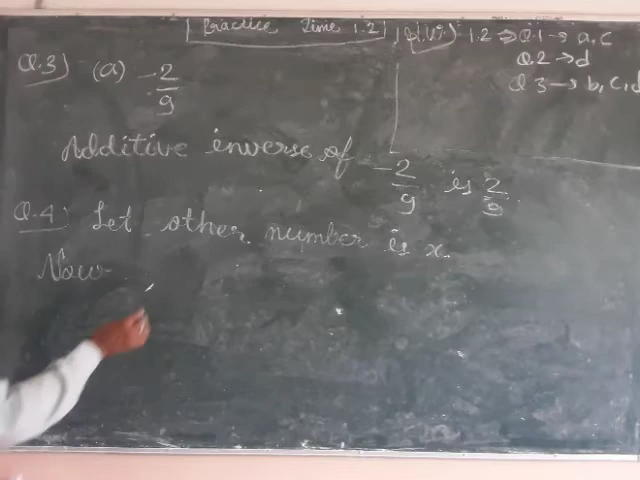 Practice Time 1.2
1.2 ⇒ Q.1 → a, c
Q.2 → d
Q.3 → b, c, d
Q.3) (a) -2/9
Additive inverse of -2/9 is 2/9
Q.4) Let other number is x.
Now